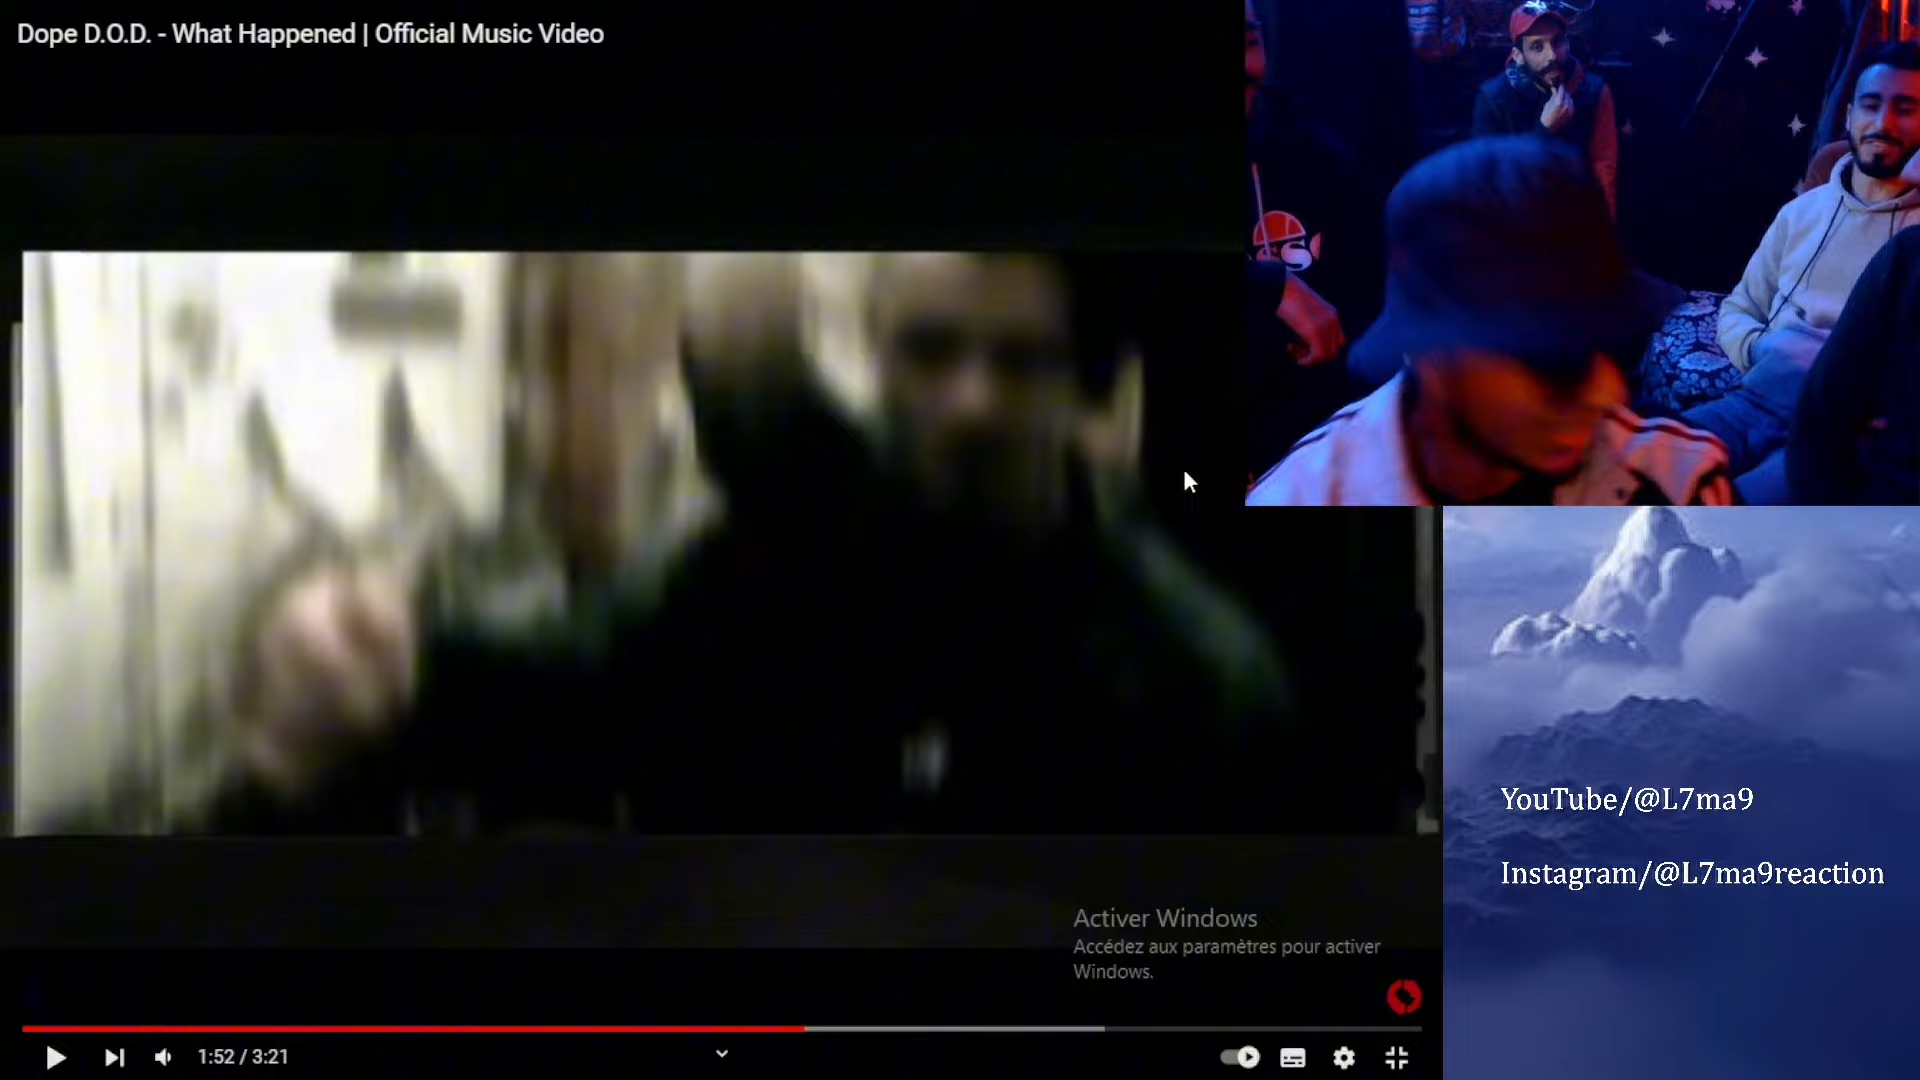 Dope D.O.D. - What Happened | Official Music Video
YouTube/@L7ma9
Instagram/@L7ma9reaction
Activer Windows
Accédez aux paramètres pour activer
Windows.
1:52 / 3:21